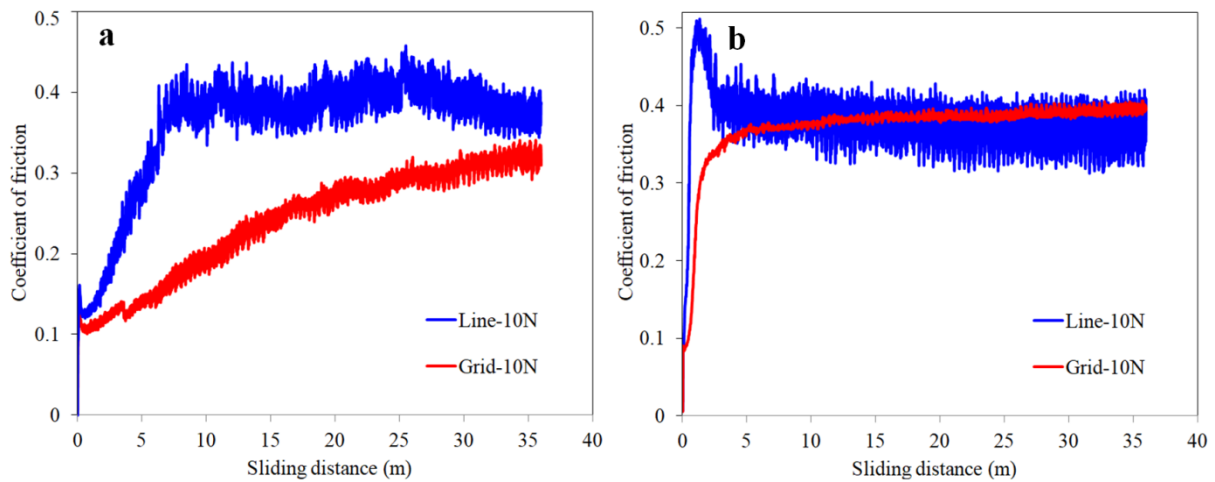 a
0.5
0.4
0.3
0.2
0.1
0
Coefficient of friction
Line-10N
Grid-10N
0 5 10 15 20 25 30 35 40
Sliding distance (m)
b
0.5
0.4
0.3
0.2
0.1
0
Coefficient of friction
Line-10N
Grid-10N
0 5 10 15 20 25 30 35 40
Sliding distance (m)